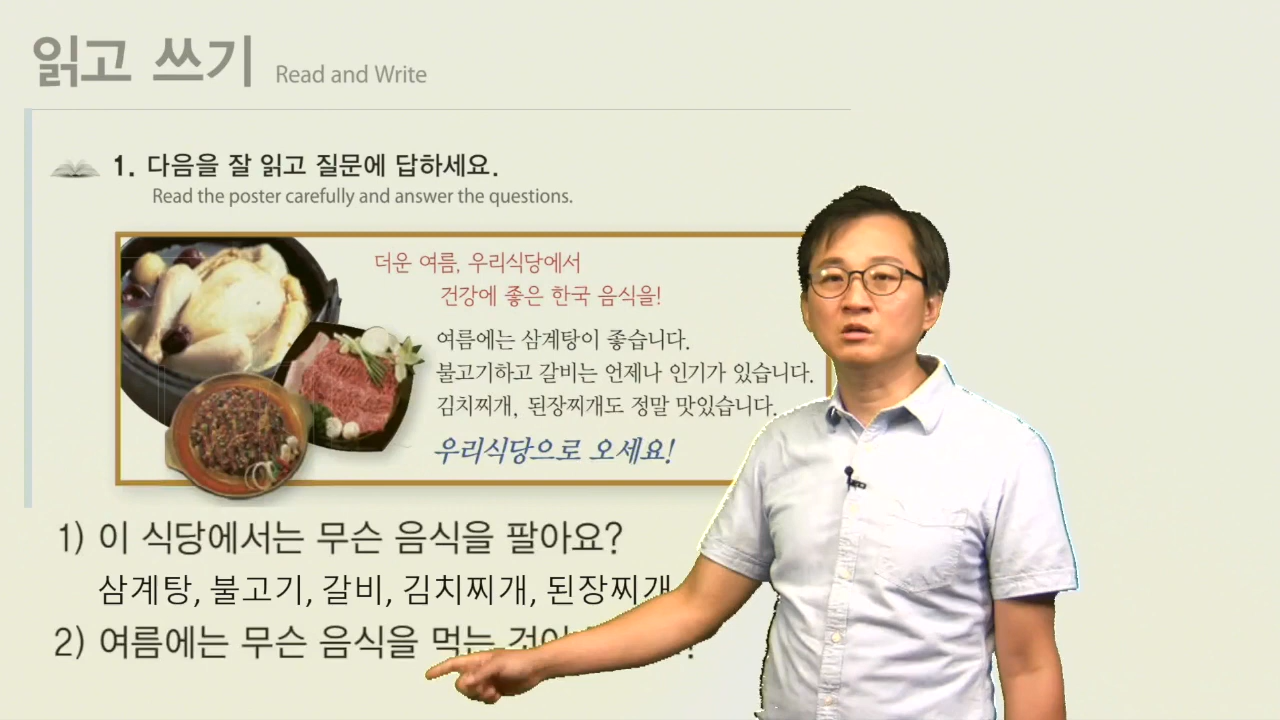 읽고 쓰기 Read and Write
1. 다음을 잘 읽고 질문에 답하세요.
Read the poster carefully and answer the questions.
더운 여름, 우리식당에서
건강에 좋은 한국 음식을!
여름에는 삼계탕이 좋습니다.
불고기하고 갈비는 언제나 인기가 있습니다.
김치찌개, 된장찌개도 정말 맛있습니다.
우리식당으로 오세요!
1) 이 식당에서는 무슨 음식을 팔아요?
삼계탕, 불고기, 갈비, 김치찌개, 된장찌개
2) 여름에는 무슨 음식을 먹는